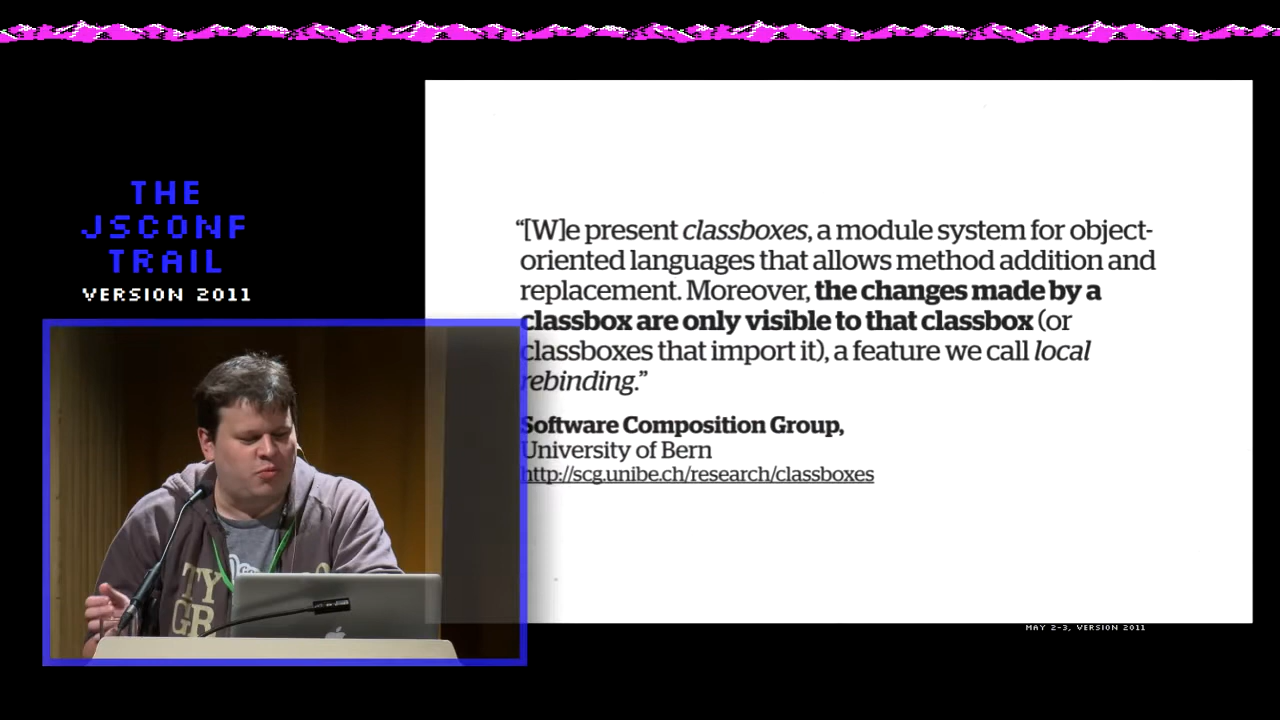 THE
JSCONF
TRAIL
VERSION 2011
“[W]e present classboxes, a module system for object-
oriented languages that allows method addition and
replacement. Moreover, the changes made by a
classbox are only visible to that classbox (or
classboxes that import it), a feature we call local
rebinding.”
Software Composition Group,
University of Bern
http://scg.unibe.ch/research/classboxes
TY
GR
MAY 2-3, VERSION 2011